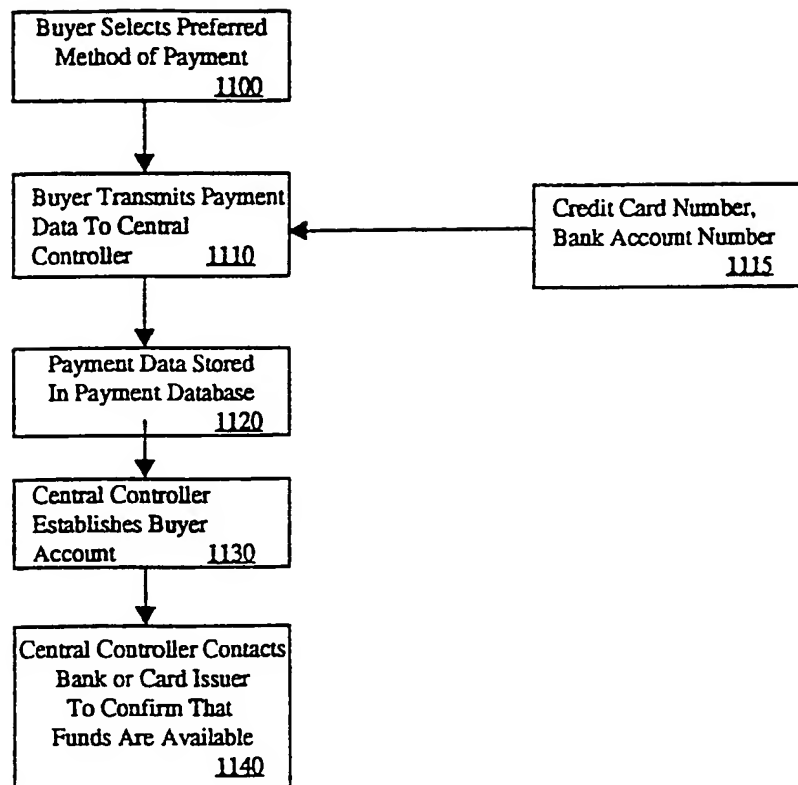 Buyer Selects Preferred
Method of Payment
1100
Buyer Transmits Payment
Data To Central
Controller 1110
Credit Card Number,
Bank Account Number
1115
Payment Data Stored
In Payment Database
1120
Central Controller
Establishes Buyer
Account 1130
Central Controller Contacts
Bank or Card Issuer
To Confirm That
Funds Are Available
1140